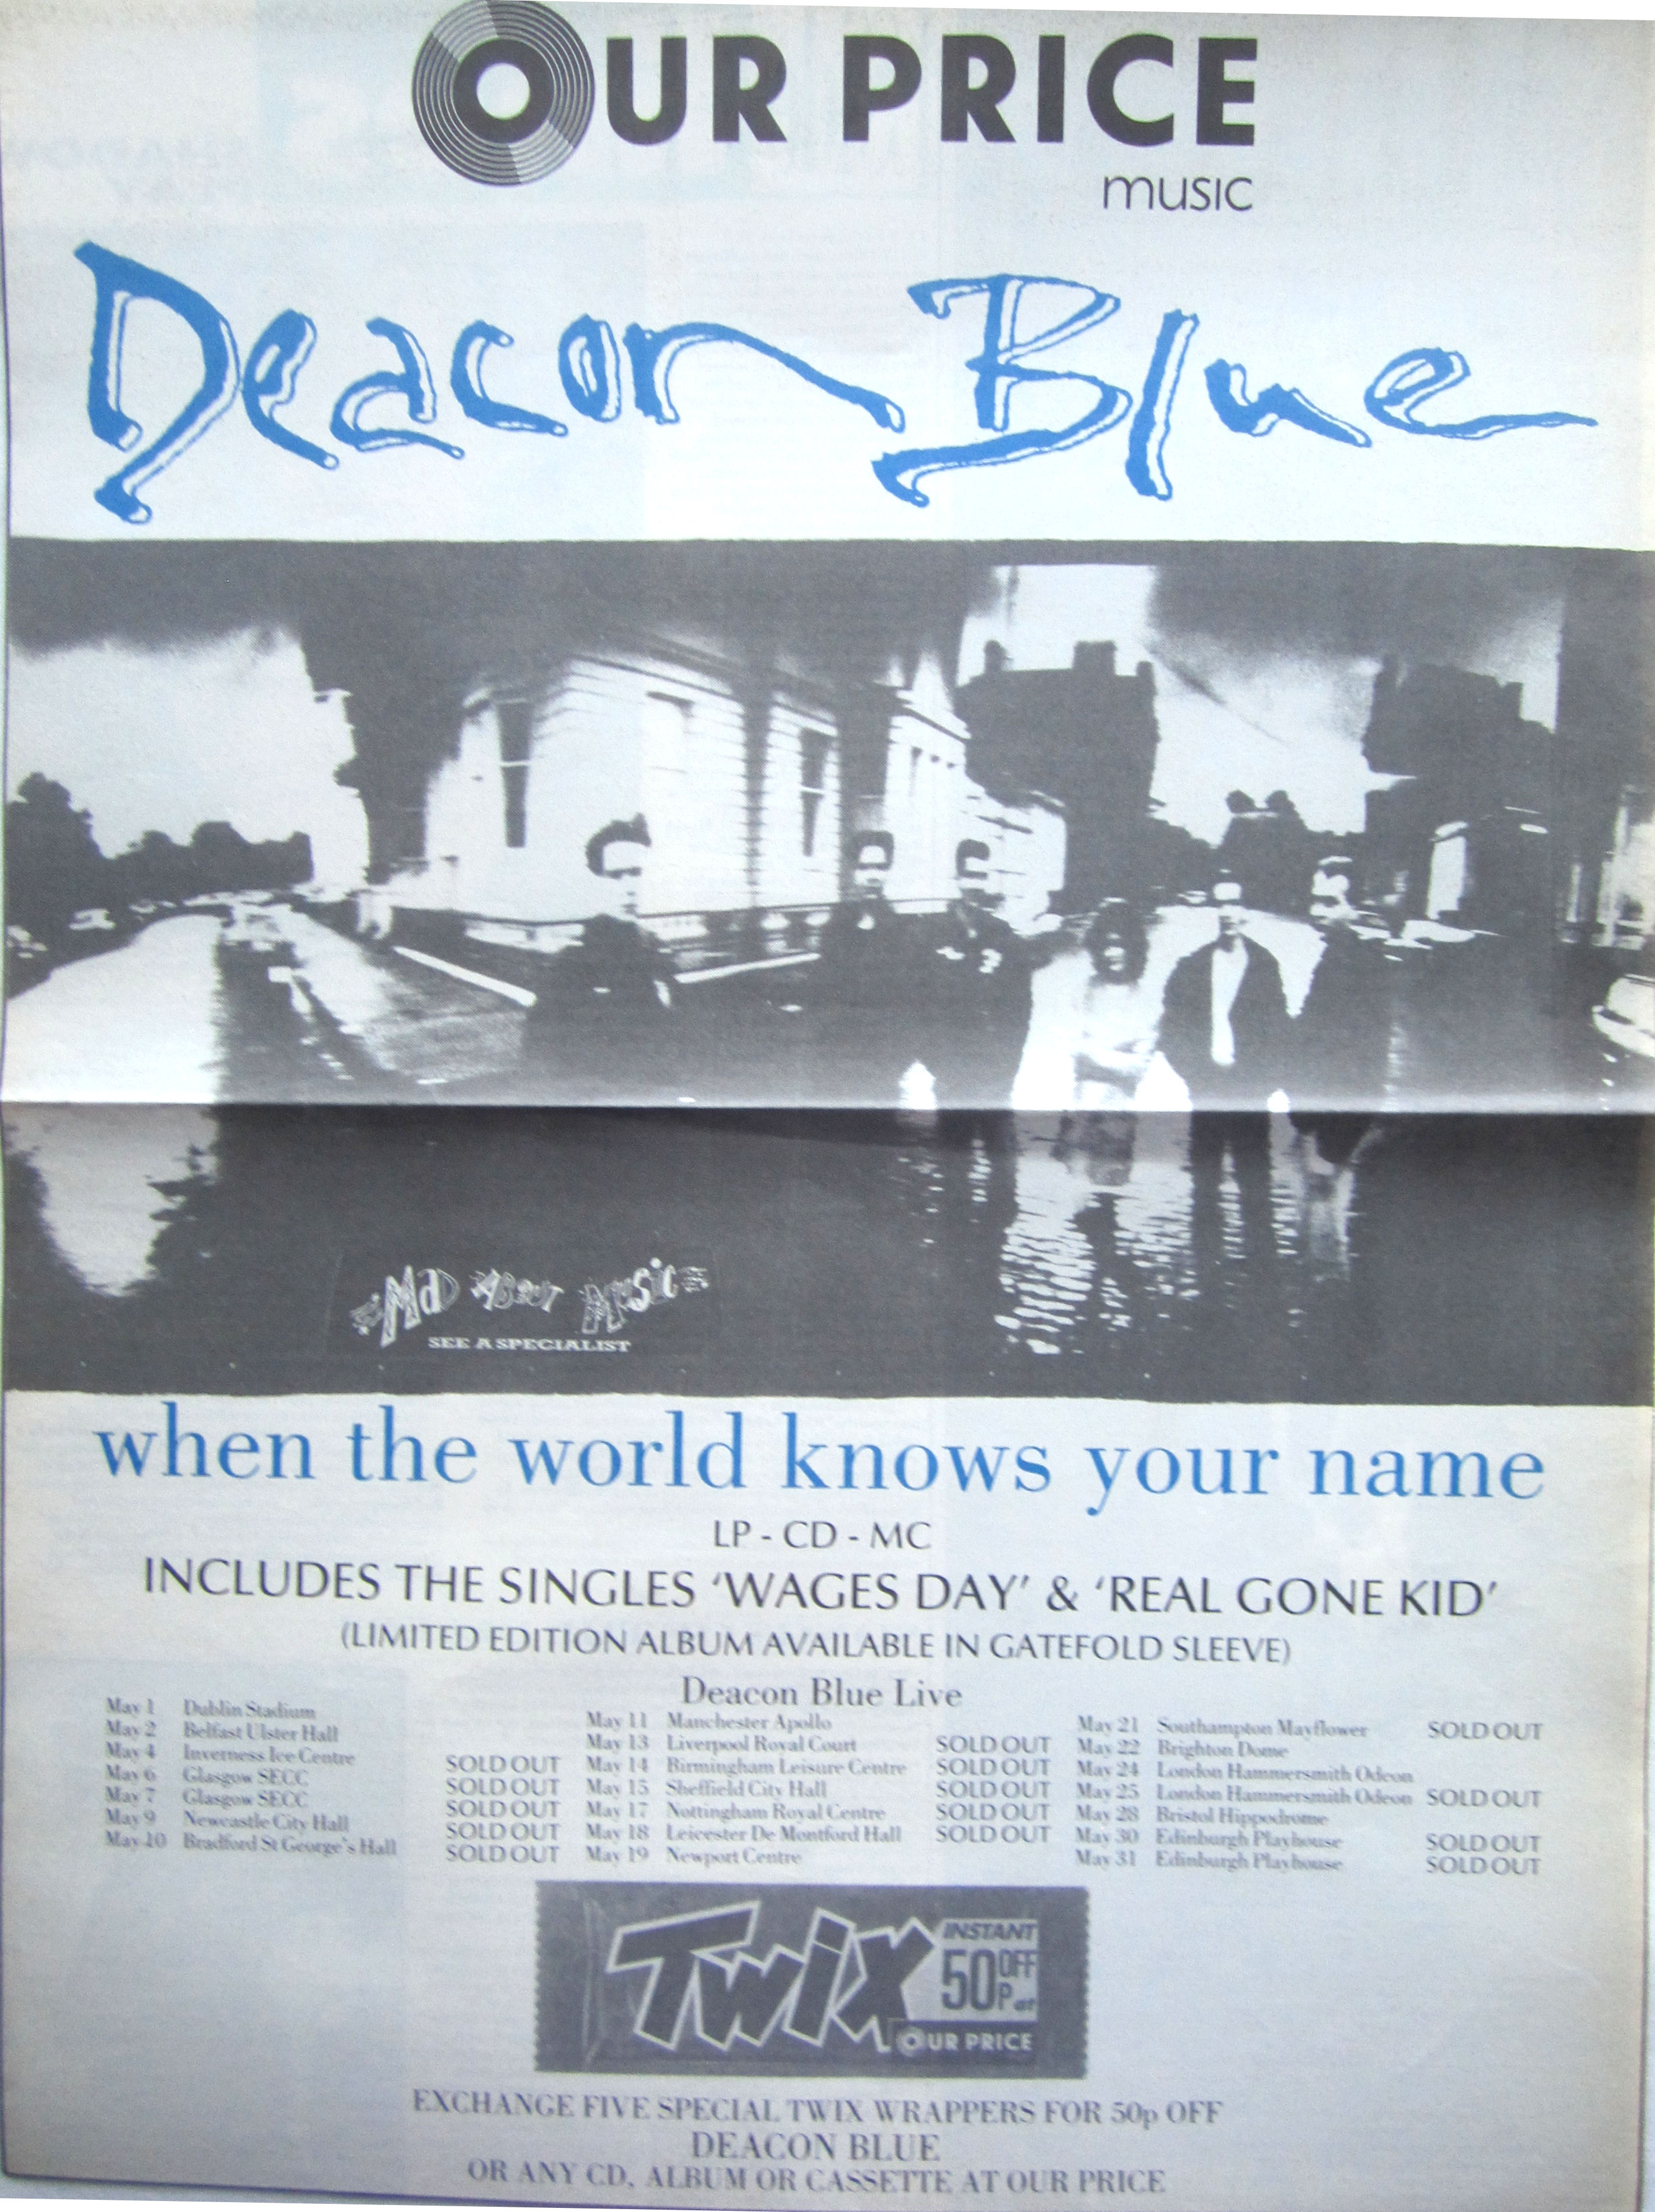 OUR PRICE
music
Deacon Blue
MAD ABOUT MUSIC
SEE A SPECIALIST
when the world knows your name
LP - CD - MC
INCLUDES THE SINGLES ‘WAGES DAY’ & ‘REAL GONE KID’
(LIMITED EDITION ALBUM AVAILABLE IN GATEFOLD SLEEVE)
Deacon Blue Live
May 1 Dublin Stadium
May 2 Belfast Ulster Hall
May 4 Inverness Ice Centre SOLD OUT
May 6 Glasgow SECC SOLD OUT
May 7 Glasgow SECC SOLD OUT
May 9 Newcastle City Hall SOLD OUT
May 10 Bradford St George's Hall SOLD OUT
May 11 Manchester Apollo
May 13 Liverpool Royal Court SOLD OUT
May 14 Birmingham Leisure Centre SOLD OUT
May 15 Sheffield City Hall SOLD OUT
May 17 Nottingham Royal Centre SOLD OUT
May 18 Leicester De Montford Hall SOLD OUT
May 19 Newport Centre
May 21 Southampton Mayflower SOLD OUT
May 22 Brighton Dome
May 24 London Hammersmith Odeon
May 25 London Hammersmith Odeon SOLD OUT
May 28 Bristol Hippodrome
May 30 Edinburgh Playhouse SOLD OUT
May 31 Edinburgh Playhouse SOLD OUT
Twix
INSTANT
50P OFF at
OUR PRICE
EXCHANGE FIVE SPECIAL TWIX WRAPPERS FOR 50p OFF
DEACON BLUE
OR ANY CD, ALBUM OR CASSETTE AT OUR PRICE